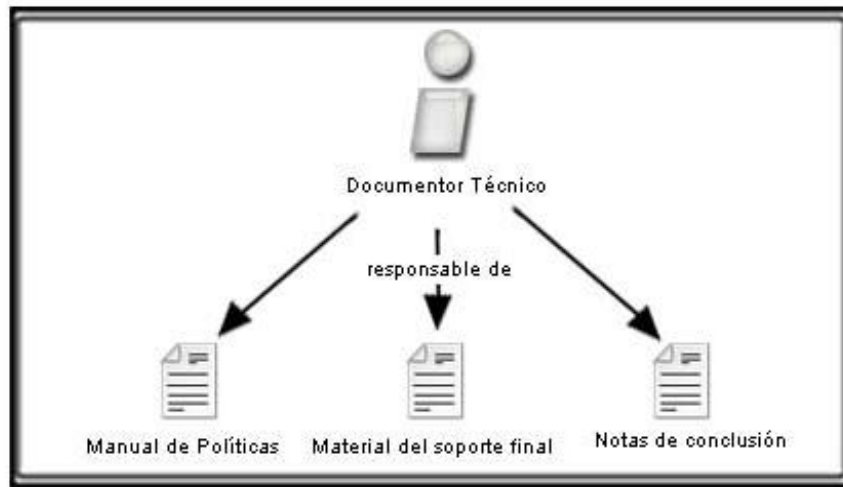 Documentor Técnico
responsable de
Manual de Políticas
Material del soporte final
Notas de conclusión